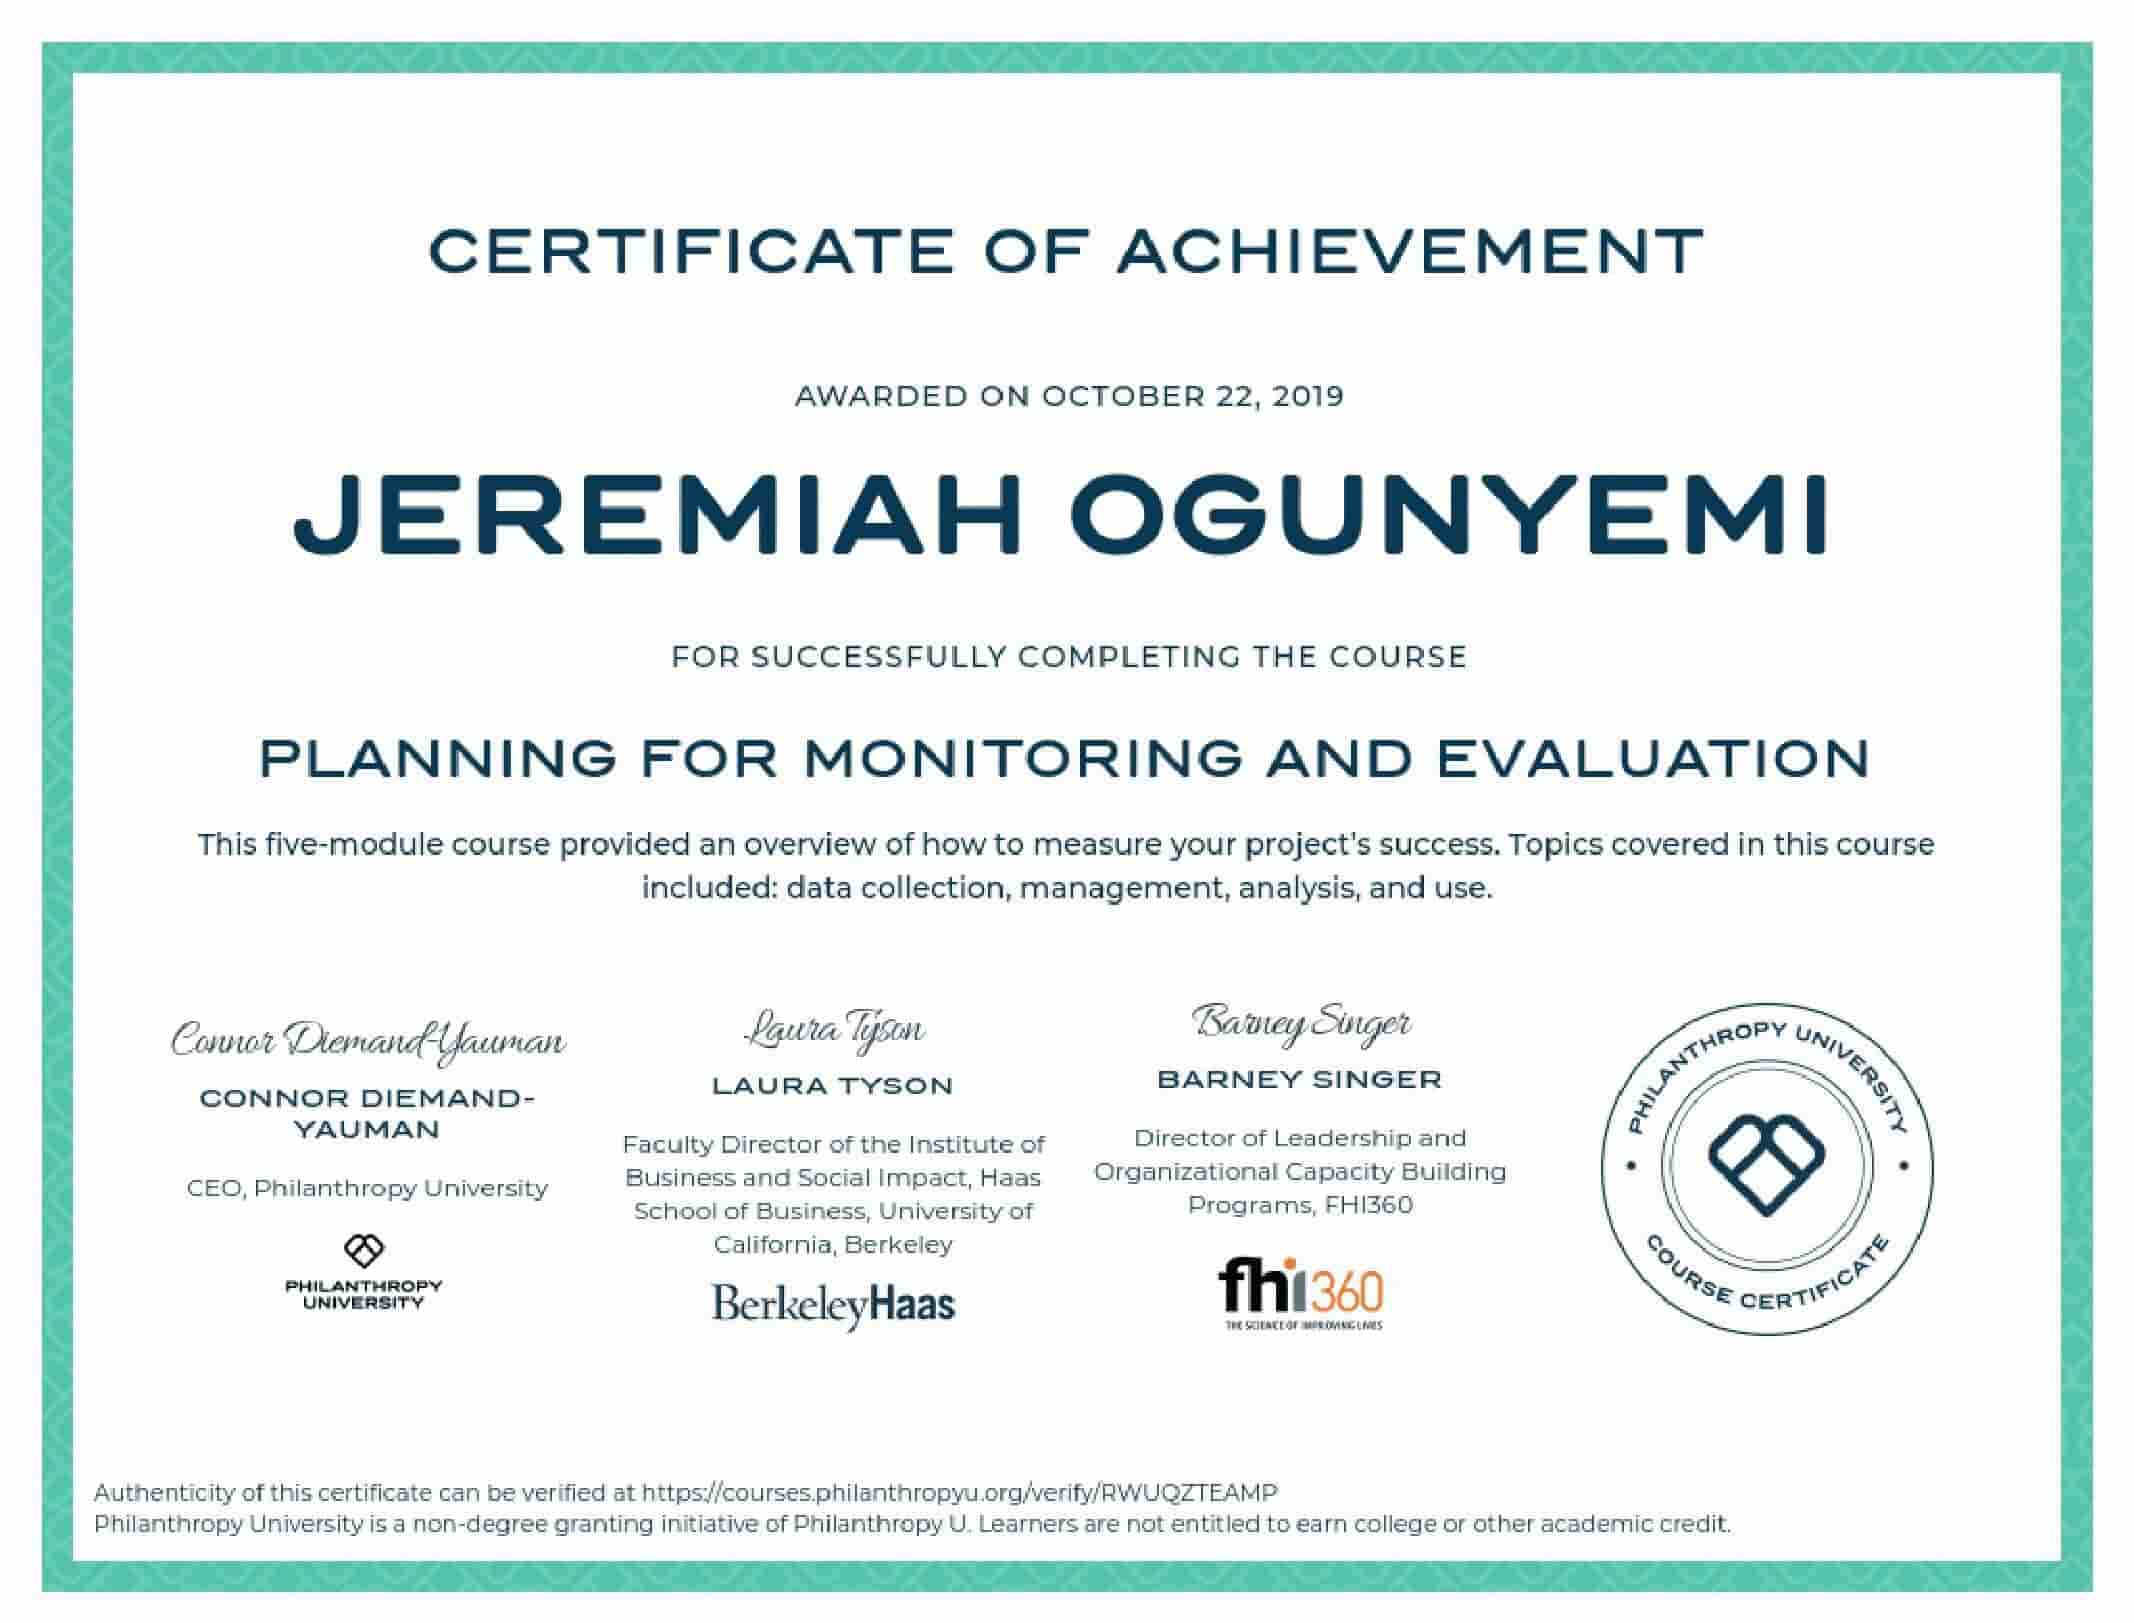 CERTIFICATE OF ACHIEVEMENT
AWARDED ON OCTOBER 22, 2019
JEREMIAH OGUNYEMI
FOR SUCCESSFULLY COMPLETING THE COURSE
PLANNING FOR MONITORING AND EVALUATION
This five-module course provided an overview of how to measure your project's success. Topics covered in this course
included: data collection, management, analysis, and use.
Connor Diemand-Yauman
CONNOR DIEMAND-
YAUMAN
CEO, Philanthropy University
PHILANTHROPY
UNIVERSITY
Laura Tyson
LAURA TYSON
Faculty Director of the Institute of
Business and Social Impact, Haas
School of Business, University of
California, Berkeley
BerkeleyHaas
Barney Singer
BARNEY SINGER
Director of Leadership and
Organizational Capacity Building
Programs, FHI360
fhi360
THE SCIENCE OF IMPROVING LIVES
PHILANTHROPY UNIVERSITY
COURSE CERTIFICATE
Authenticity of this certificate can be verified at https://courses.philanthropyu.org/verify/RWUQZTEAMP
Philanthropy University is a non-degree granting initiative of Philanthropy U. Learners are not entitled to earn college or other academic credit.